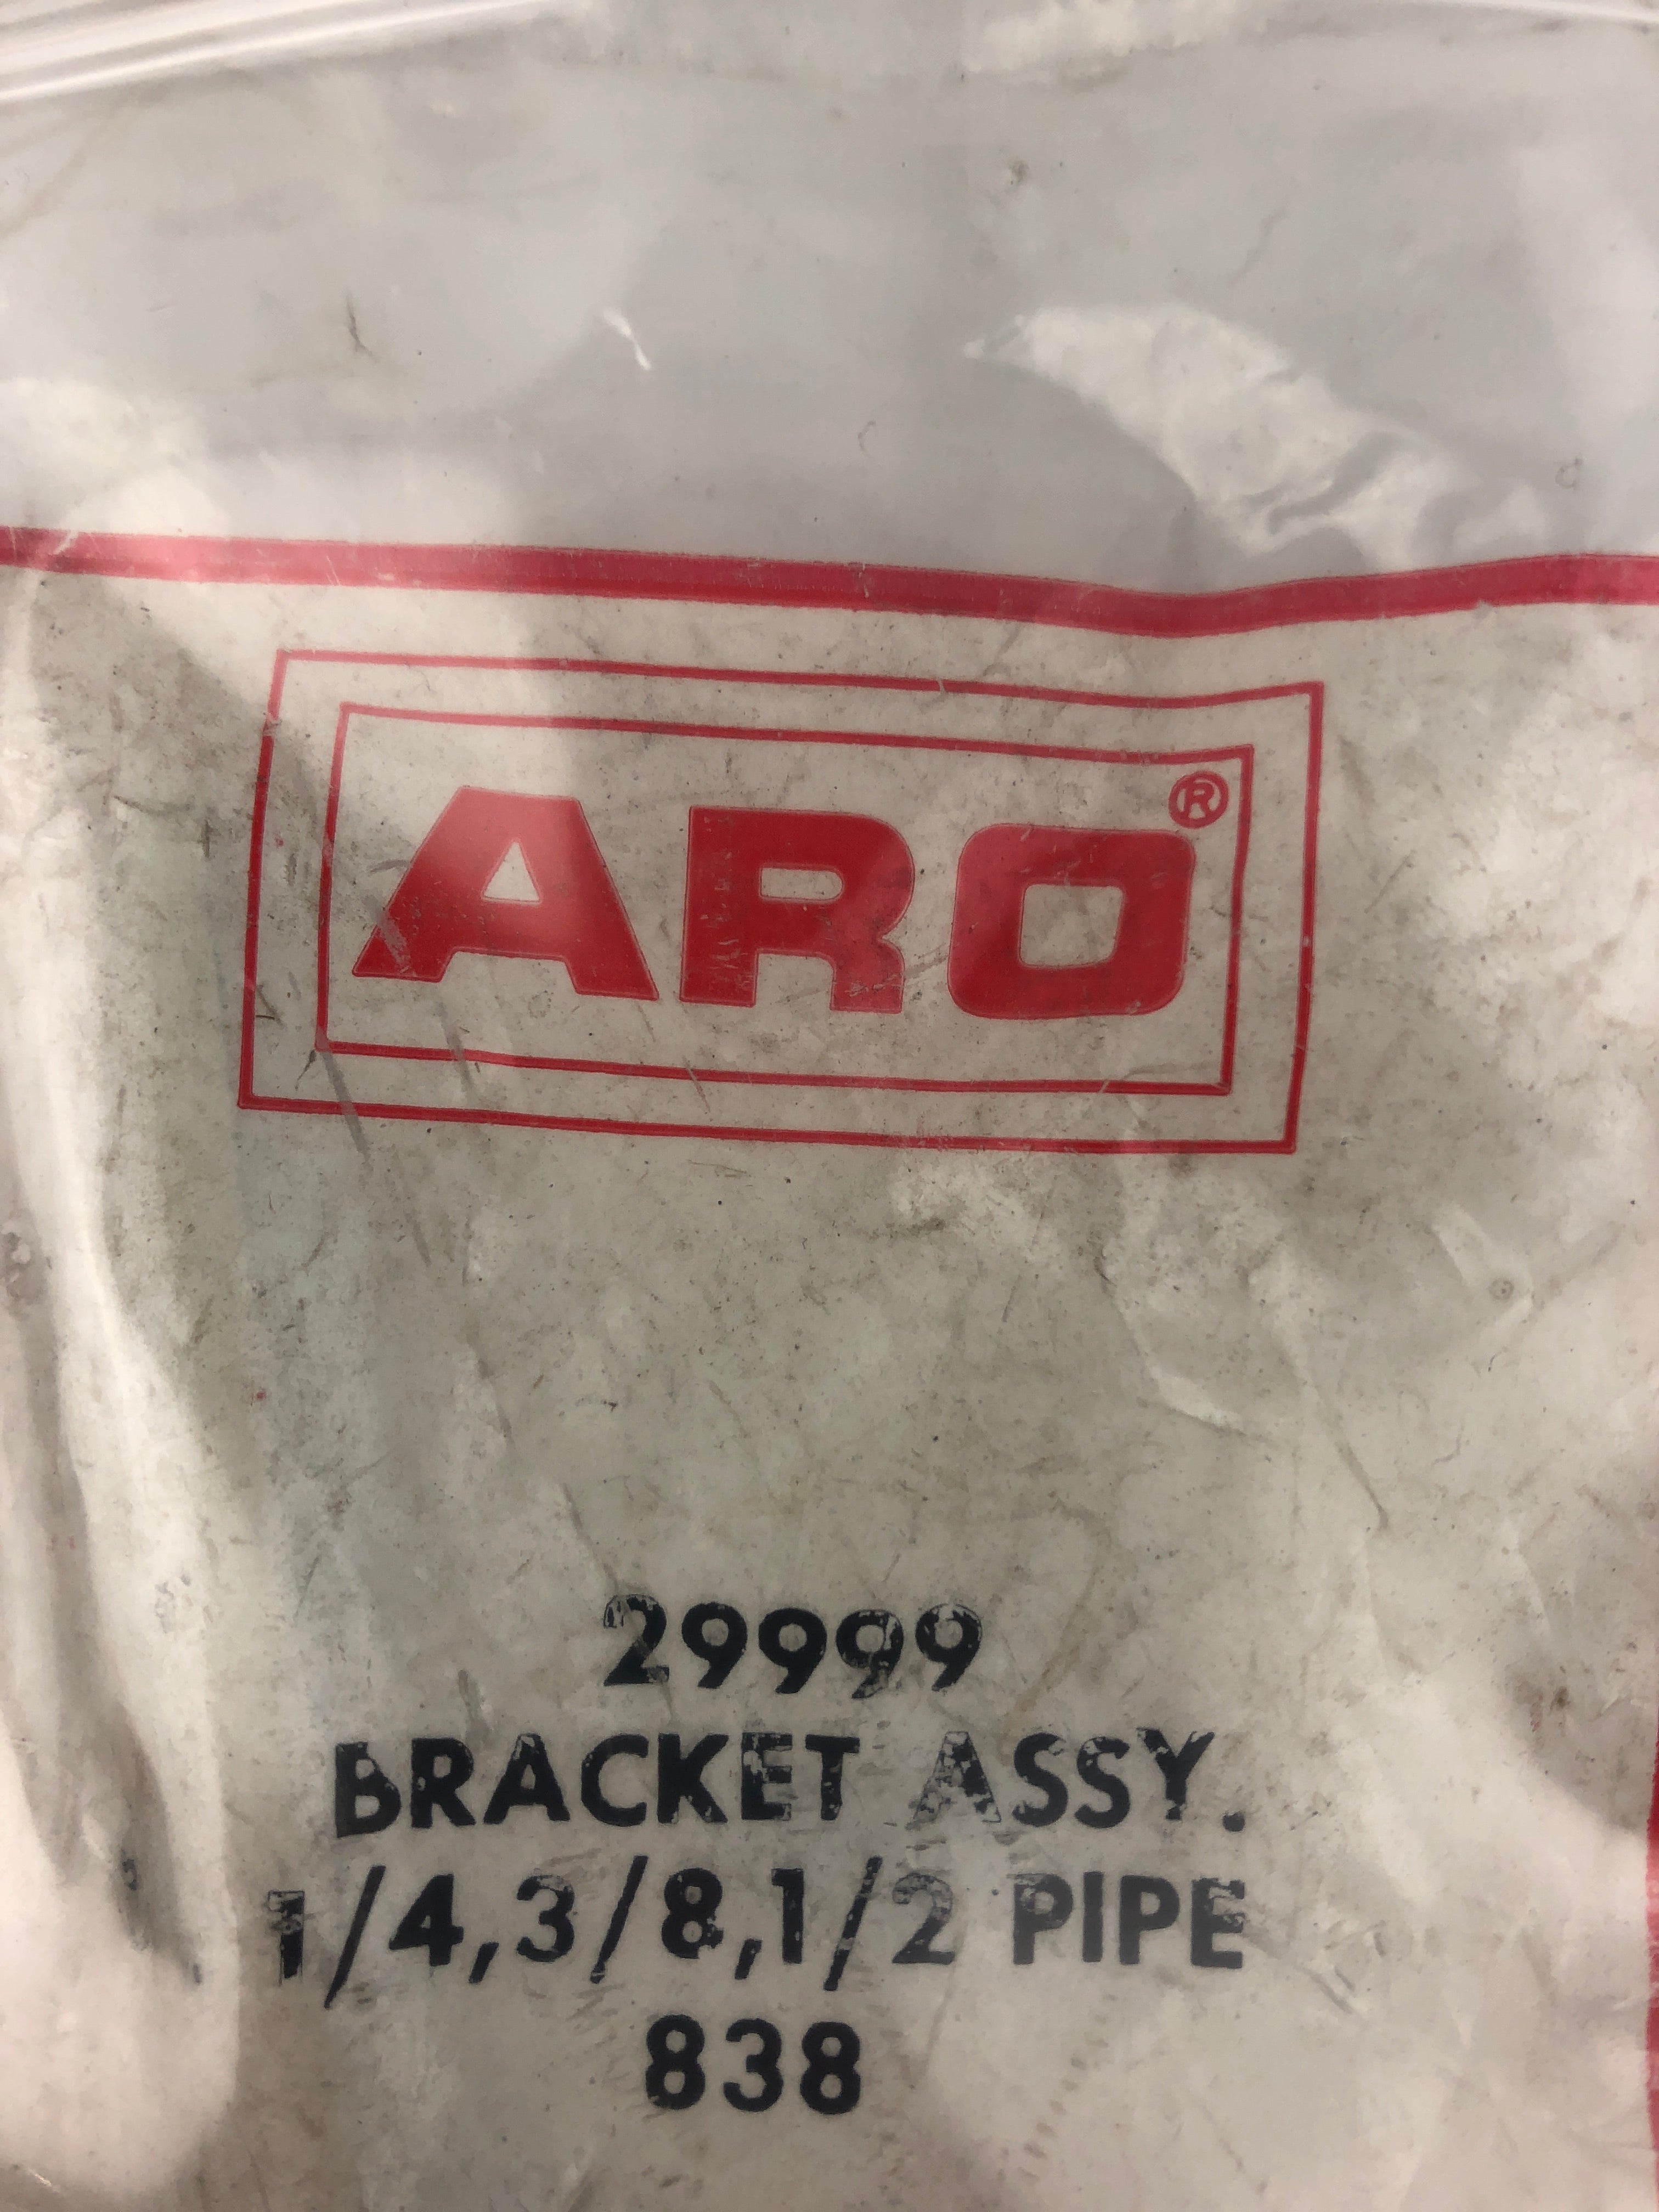 ARO®
29999
BRACKET ASSY.
1/4,3/8,1/2 PIPE
838